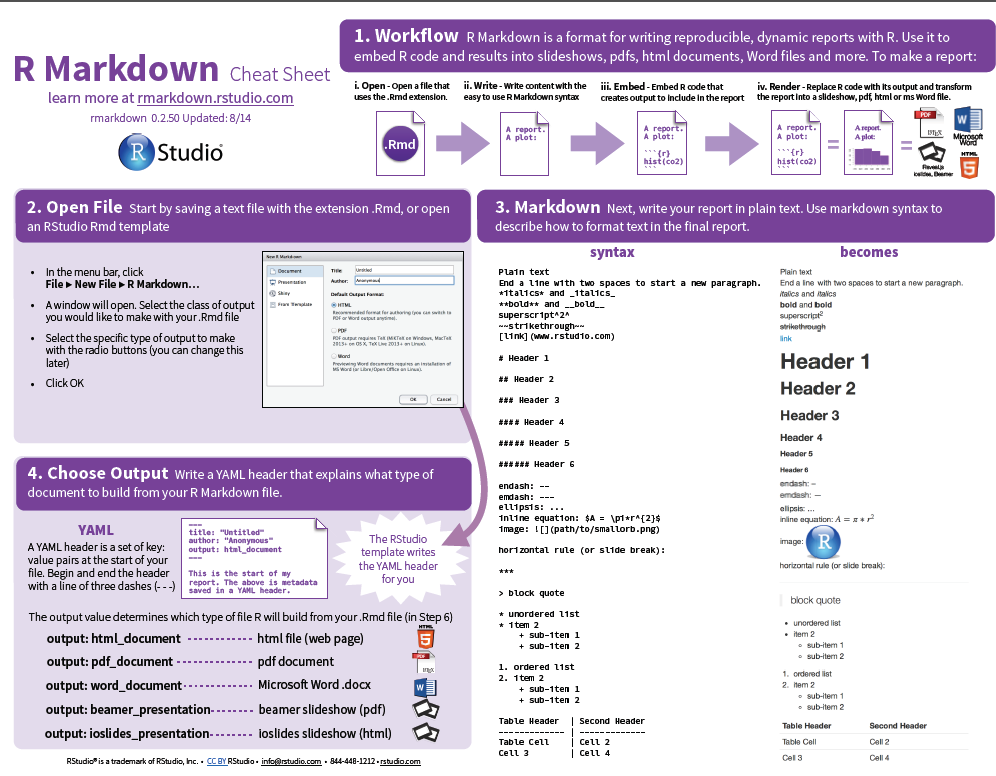 R Markdown Cheat Sheet
learn more at rmarkdown.rstudio.com
rmarkdown 0.2.50 Updated: 8/14
R Studio®
1. Workflow R Markdown is a format for writing reproducible, dynamic reports with R. Use it to
embed R code and results into slideshows, pdfs, html documents, Word files and more. To make a report:
i. Open - Open a file that
uses the .Rmd extension.
ii. Write - Write content with the
easy to use R Markdown syntax
iii. Embed - Embed R code that
creates output to include in the report
iv. Render - Replace R code with its output and transform
the report into a slideshow, pdf, html or ms Word file.
.Rmd
A report.
A plot:
A report.
A plot:
```{r}
hist(co2)
```
A report.
A plot:
```{r}
hist(co2)
```
=
A report.
A plot:
=
PDF
LaTeX
W
Microsoft
Word
RevealJS
ioslides, Beamer
HTML
5
2. Open File Start by saving a text file with the extension .Rmd, or open
an RStudio Rmd template
• In the menu bar, click
File ▸ New File ▸ R Markdown…
• A window will open. Select the class of output
you would like to make with your .Rmd file
• Select the specific type of output to make
with the radio buttons (you can change this
later)
• Click OK
New R Markdown
Document
Presentation
Shiny
From Template
Title: Untitled
Author: Anonymous
Default Output Format:
HTML
Recommended format for authoring (you can switch to
PDF or Word output anytime).
PDF
PDF output requires TeX (MiKTeX on Windows, MacTeX
2013+ on OS X, TeX Live 2013+ on Linux).
Word
Previewing Word documents requires an installation of
MS Word (or Libre/Open Office on Linux).
OK Cancel
3. Markdown Next, write your report in plain text. Use markdown syntax to
describe how to format text in the final report.
syntax
Plain text
End a line with two spaces to start a new paragraph.
*italics* and _italics_
**bold** and __bold__
superscript^2^
~~strikethrough~~
[link](www.rstudio.com)
# Header 1
## Header 2
### Header 3
#### Header 4
##### Header 5
###### Header 6
endash: --
emdash: ---
ellipsis: ...
inline equation: $A = \pi*r^{2}$
image: ![](path/to/smallorb.png)
horizontal rule (or slide break):
***
> block quote
* unordered list
* item 2
+ sub-item 1
+ sub-item 2
1. ordered list
2. item 2
+ sub-item 1
+ sub-item 2
Table Header | Second Header
------------- | -------------
Table Cell | Cell 2
Cell 3 | Cell 4
becomes
Plain text
End a line with two spaces to start a new paragraph.
italics and italics
bold and bold
superscript²
strikethrough
link
Header 1
Header 2
Header 3
Header 4
Header 5
Header 6
endash: –
emdash: —
ellipsis: …
inline equation: A = π ∗ r²
image: R
horizontal rule (or slide break):
block quote
• unordered list
• item 2
◦ sub-item 1
◦ sub-item 2
1. ordered list
2. item 2
◦ sub-item 1
◦ sub-item 2
Table Header Second Header
Table Cell Cell 2
Cell 3 Cell 4
4. Choose Output Write a YAML header that explains what type of
document to build from your R Markdown file.
YAML
A YAML header is a set of key:
value pairs at the start of your
file. Begin and end the header
with a line of three dashes (- - -)
---
title: "Untitled"
author: "Anonymous"
output: html_document
---
This is the start of my
report. The above is metadata
saved in a YAML header.
The RStudio
template writes
the YAML header
for you
The output value determines which type of file R will build from your .Rmd file (in Step 6)
output: html_document html file (web page)
HTML
5
output: pdf_document pdf document
PDF
LaTeX
output: word_document Microsoft Word .docx
W
output: beamer_presentation beamer slideshow (pdf)
output: ioslides_presentation ioslides slideshow (html)
RStudio® is a trademark of RStudio, Inc. • CC BY RStudio • info@rstudio.com • 844-448-1212 • rstudio.com